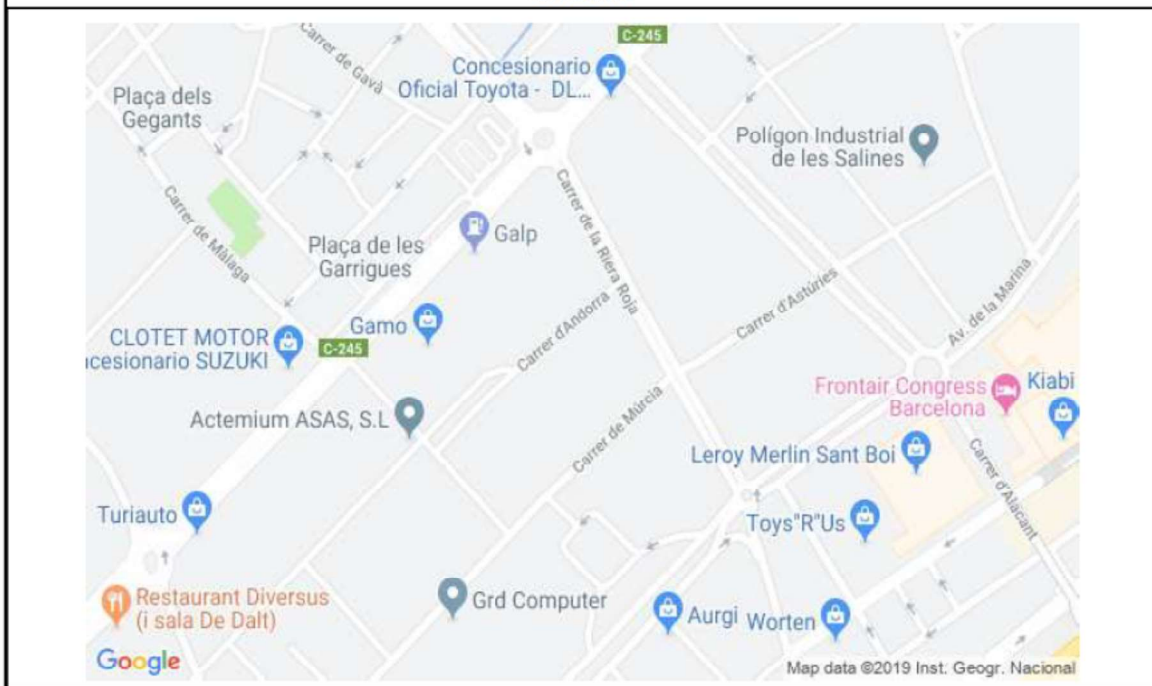 C-245
Carrer de Gavà
Concesionario
Oficial Toyota - DL...
Plaça dels
Gegants
Polígon Industrial
de les Salines
Carrer de Màlaga
Carrer de la Riera Roja
Galp
Plaça de les
Garrigues
Av. de la Marina
Carrer d'Astúries
Carrer d'Andorra
Gamo
CLOTET MOTOR
ncesionario SUZUKI
C-245
Frontair Congress
Barcelona
Kiabi
Actemium ASAS, S.L
Carrer de Múrcia
Leroy Merlin Sant Boi
Carrer d'Alacant
Turiauto
Toys"R"Us
Restaurant Diversus
(i sala De Dalt)
Grd Computer
Aurgi
Worten
Google
Map data ©2019 Inst. Geogr. Nacional